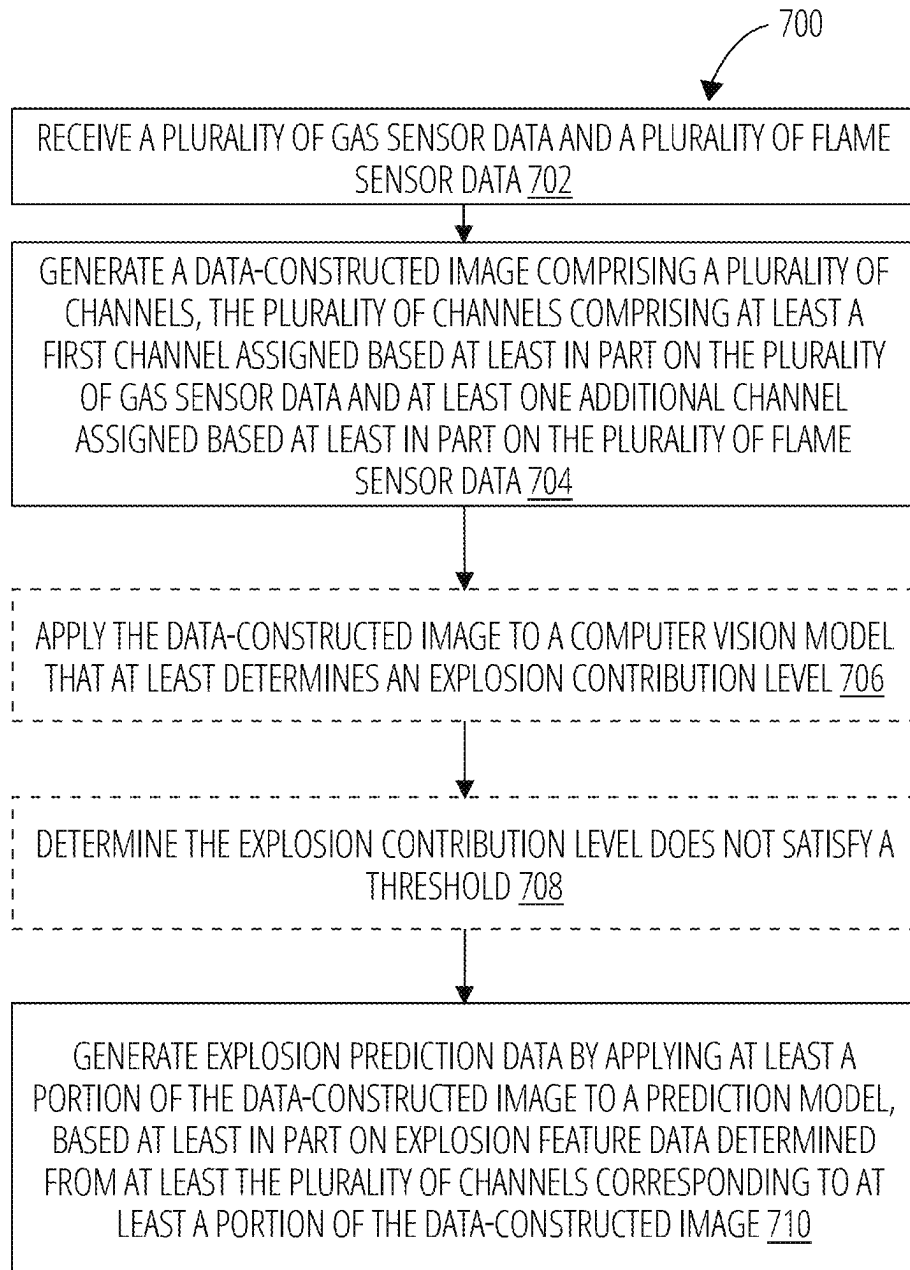 700
RECEIVE A PLURALITY OF GAS SENSOR DATA AND A PLURALITY OF FLAME
SENSOR DATA 702
GENERATE A DATA-CONSTRUCTED IMAGE COMPRISING A PLURALITY OF
CHANNELS, THE PLURALITY OF CHANNELS COMPRISING AT LEAST A
FIRST CHANNEL ASSIGNED BASED AT LEAST IN PART ON THE PLURALITY
OF GAS SENSOR DATA AND AT LEAST ONE ADDITIONAL CHANNEL
ASSIGNED BASED AT LEAST IN PART ON THE PLURALITY OF FLAME
SENSOR DATA 704
APPLY THE DATA-CONSTRUCTED IMAGE TO A COMPUTER VISION MODEL
THAT AT LEAST DETERMINES AN EXPLOSION CONTRIBUTION LEVEL 706
DETERMINE THE EXPLOSION CONTRIBUTION LEVEL DOES NOT SATISFY A
THRESHOLD 708
GENERATE EXPLOSION PREDICTION DATA BY APPLYING AT LEAST A
PORTION OF THE DATA-CONSTRUCTED IMAGE TO A PREDICTION MODEL,
BASED AT LEAST IN PART ON EXPLOSION FEATURE DATA DETERMINED
FROM AT LEAST THE PLURALITY OF CHANNELS CORRESPONDING TO AT
LEAST A PORTION OF THE DATA-CONSTRUCTED IMAGE 710